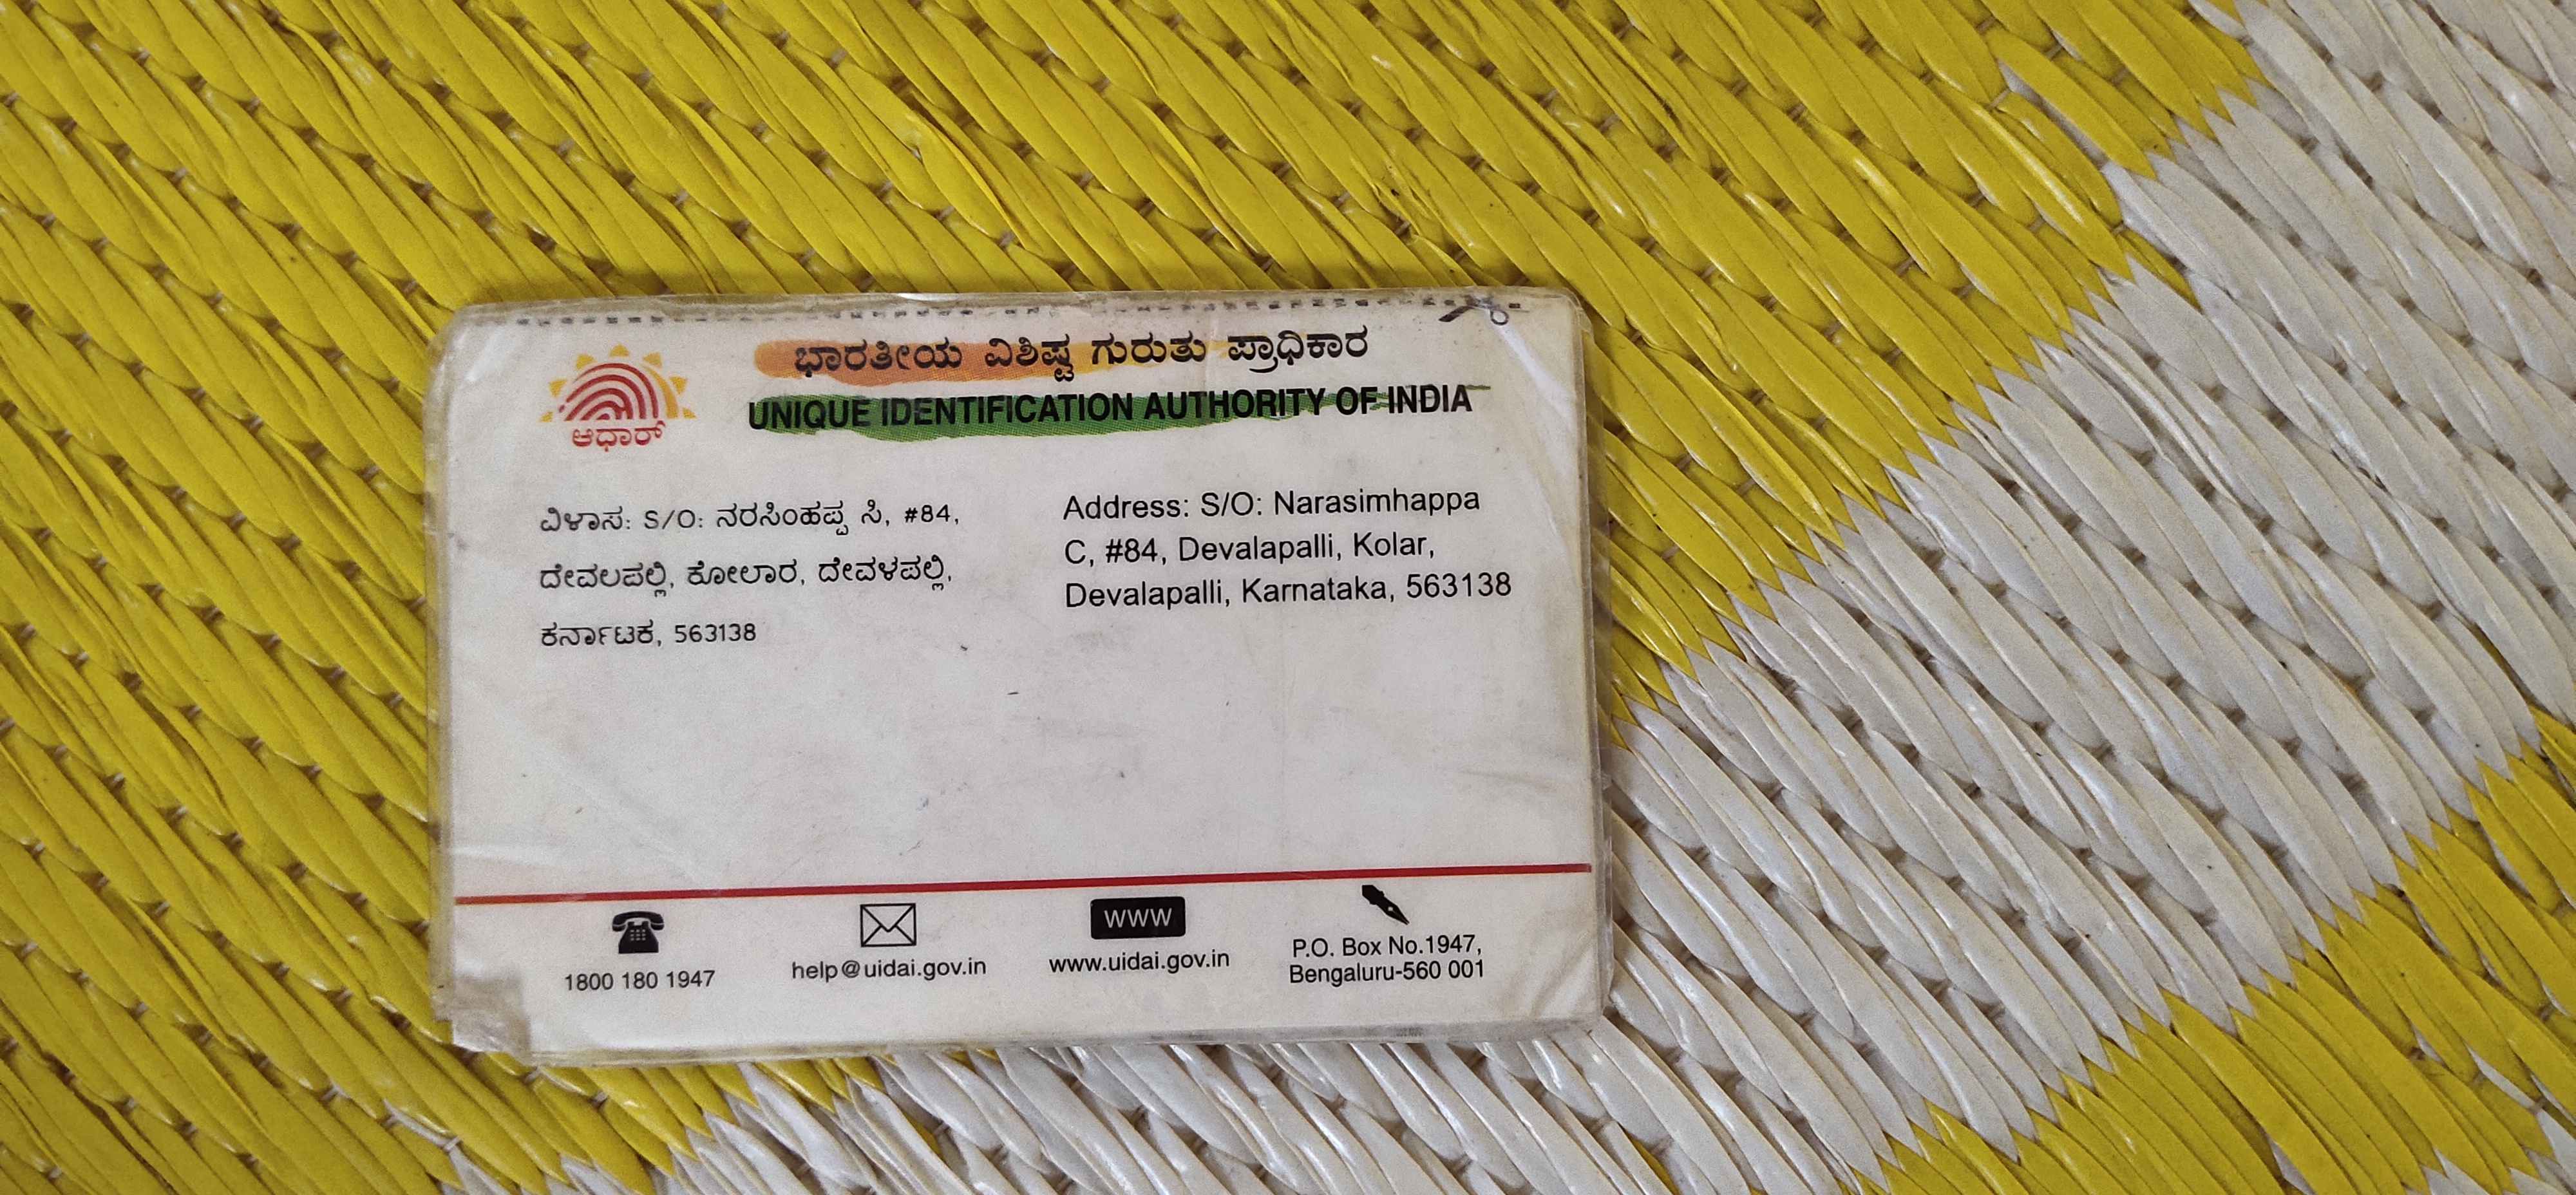 ಭಾರತೀಯ ವಿಶಿಷ್ಟ ಗುರುತು ಪ್ರಾಧಿಕಾರ
UNIQUE IDENTIFICATION AUTHORITY OF INDIA
ಆಧಾರ್
ವಿಳಾಸ: S/O: ನರಸಿಂಹಪ್ಪ ಸಿ, #84,
ದೇವಲಪಲ್ಲಿ, ಕೋಲಾರ, ದೇವಳಪಲ್ಲಿ,
ಕರ್ನಾಟಕ, 563138
Address: S/O: Narasimhappa
C, #84, Devalapalli, Kolar,
Devalapalli, Karnataka, 563138
1800 180 1947
help@uidai.gov.in
WWW
www.uidai.gov.in
P.O. Box No.1947,
Bengaluru-560 001